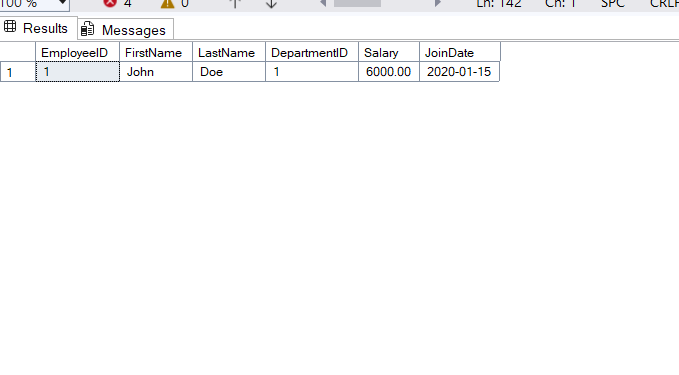 100 % 4 0 Ln: 142 Ch: 1 SPC CRLF
Results Messages
EmployeeID FirstName LastName DepartmentID Salary JoinDate
1 1 John Doe 1 6000.00 2020-01-15